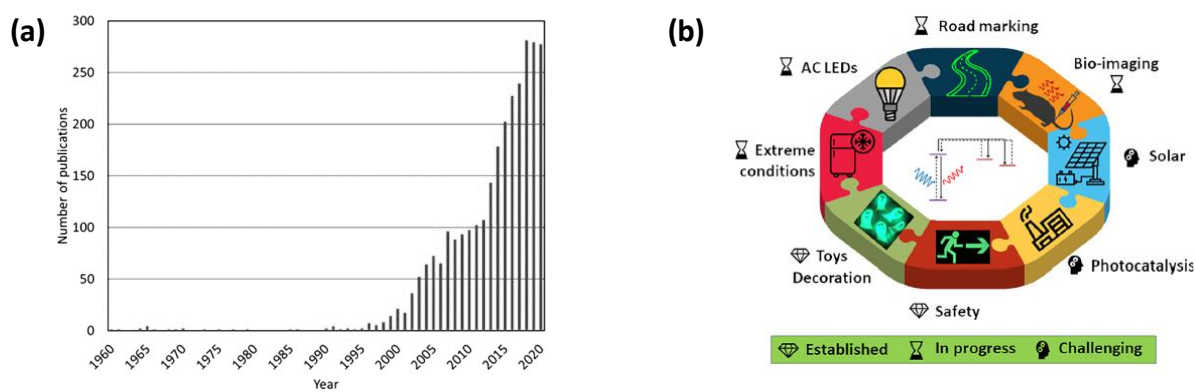 (a)
300
250
200
150
100
50
0
Number of publications
1960
1965
1970
1975
1980
1985
1990
1995
2000
2005
2010
2015
2020
Year
(b)
Road marking
AC LEDs
Bio-imaging
Extreme
conditions
Solar
Toys
Decoration
Photocatalysis
Safety
Established
In progress
Challenging